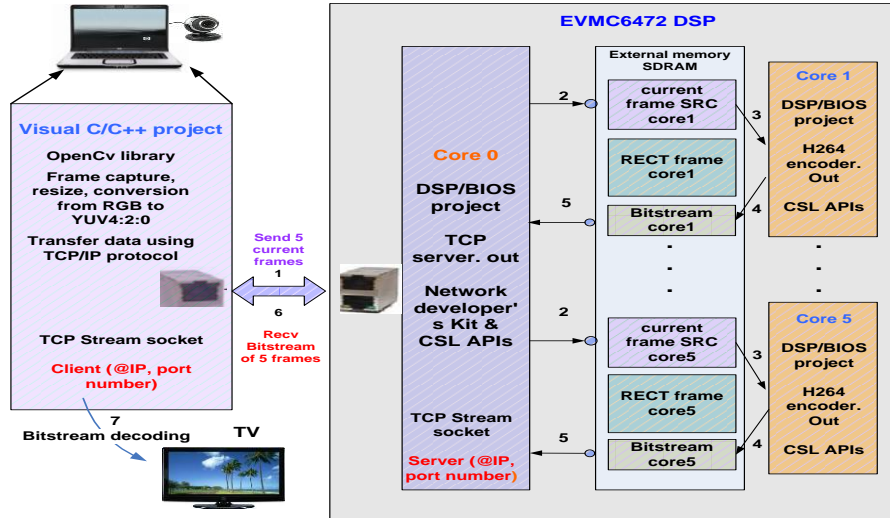 EVMC6472 DSP
Visual C/C++ project
OpenCv library
Frame capture,
resize, conversion
from RGB to
YUV4:2:0
Transfer data using
TCP/IP protocol
TCP Stream socket
Client (@IP, port
number)
7
Bitstream decoding
TV
Send 5
current
frames
1
6
Recv
Bitstream
of 5 frames
Core 0
DSP/BIOS
project
TCP
server. out
Network
developer'
s Kit &
CSL APIs
TCP Stream
socket
Server (@IP,
port number)
2
5
2
5
External memory
SDRAM
current
frame SRC
core1
RECT frame
core1
Bitstream
core1
current
frame SRC
core5
RECT frame
core5
Bitstream
core5
3
4
3
4
Core 1
DSP/BIOS
project
H264
encoder.
Out
CSL APIs
Core 5
DSP/BIOS
project
H264
encoder.
Out
CSL APIs